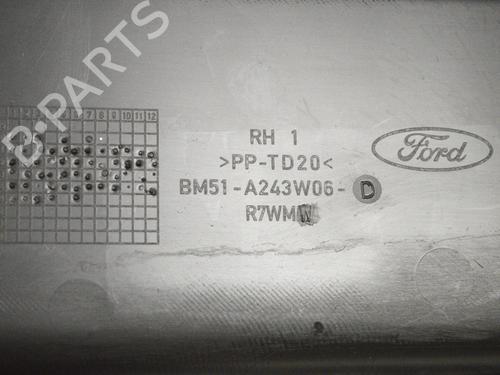 B-PARTS
1 2 3 4 5 6 7 8 9 10 11 12
RH 1
>PP-TD20<
BM51-A243W06-D
R7WMW
Ford